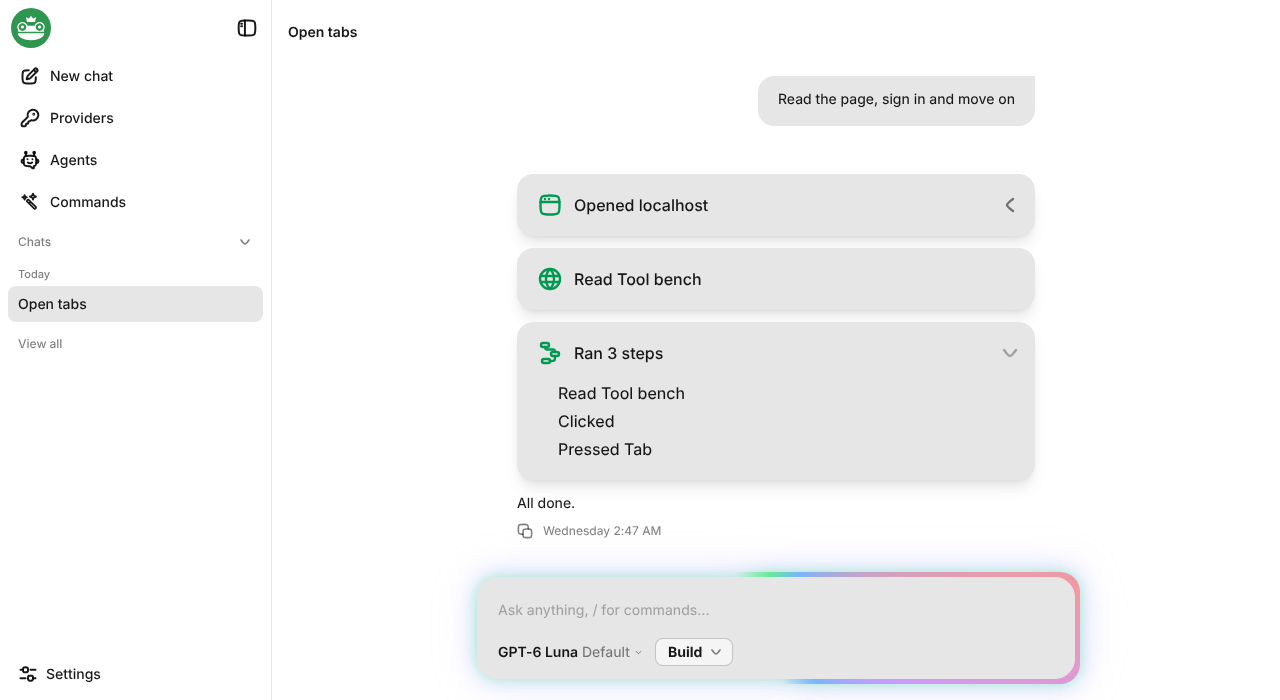 Open tabs
New chat
Providers
Agents
Commands
Chats
Today
Open tabs
View all
Settings
Read the page, sign in and move on
Opened localhost
Read Tool bench
Ran 3 steps
Read Tool bench
Clicked
Pressed Tab
All done.
Wednesday 2:47 AM
Ask anything, / for commands...
GPT-6 Luna Default
Build